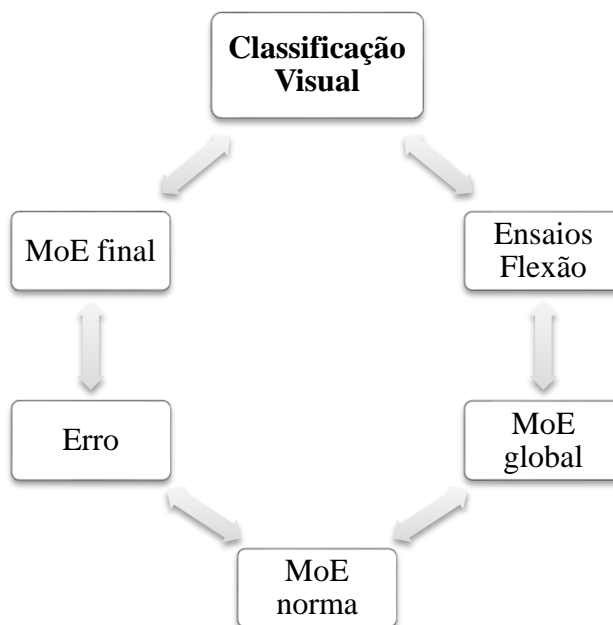 Classificação
Visual
MoE final
Ensaios
Flexão
Erro
MoE
global
MoE
norma